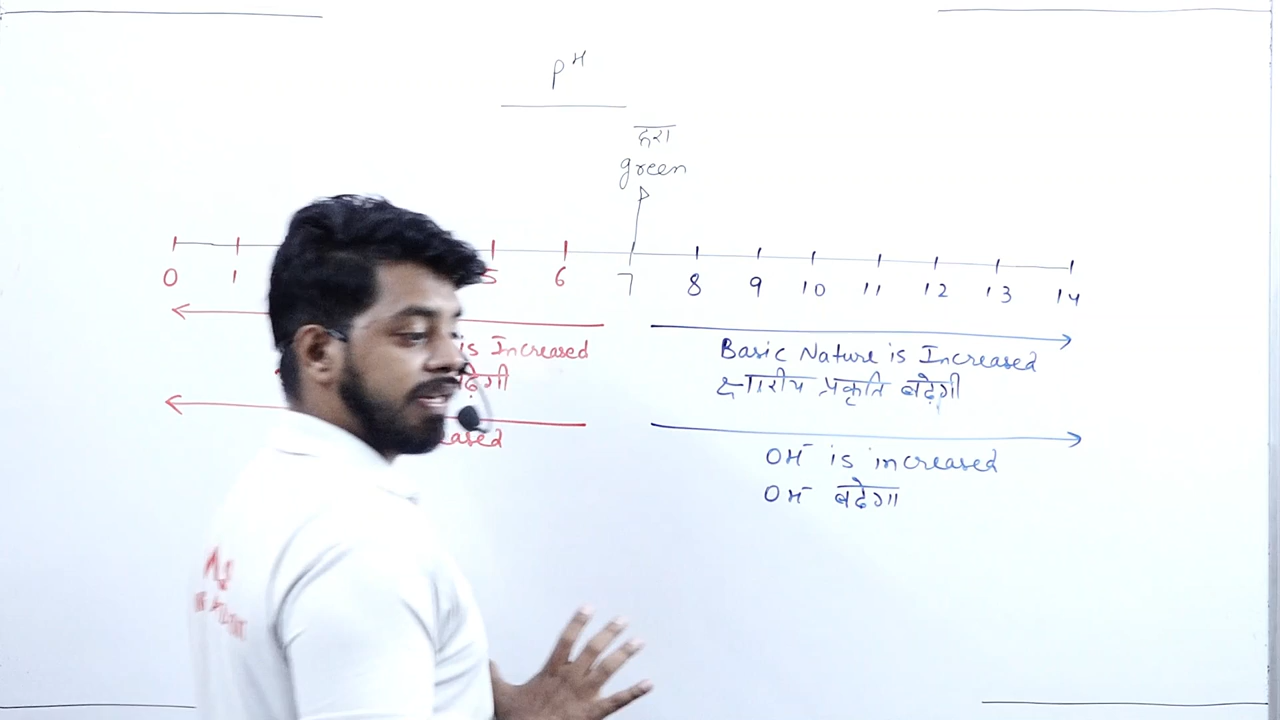 pH
हरा
green
0 1 5 6 7 8 9 10 11 12 13 14
is Increased
Basic Nature is Increased
क्षारीय प्रकृति बढ़ेगी
OH⁻ is increased
OH⁻ बढ़ेगा